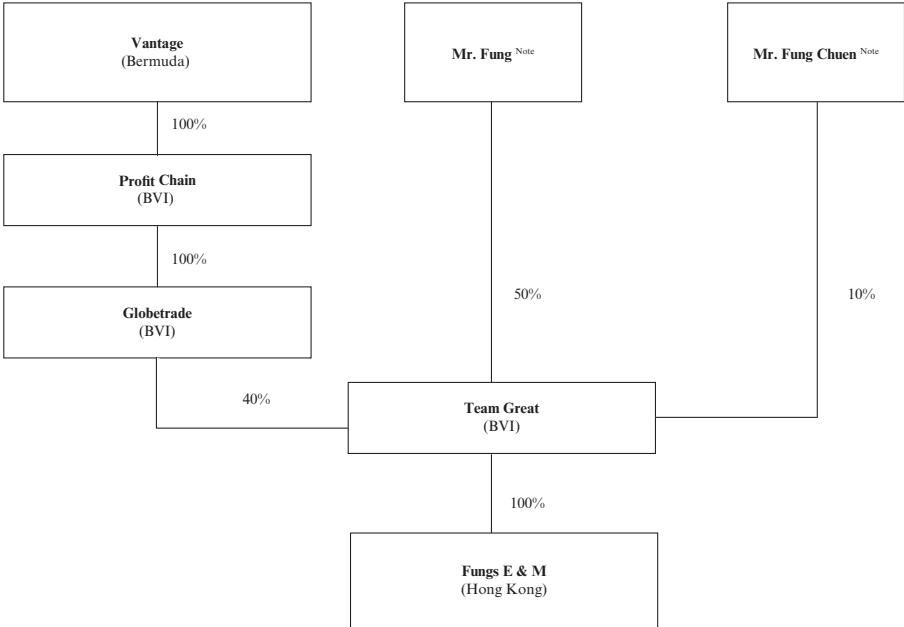 Vantage
(Bermuda)
Mr. Fung Note
Mr. Fung Chuen Note
100%
Profit Chain
(BVI)
100%
Globetrade
(BVI)
50%
10%
40%
Team Great
(BVI)
100%
Fungs E & M
(Hong Kong)